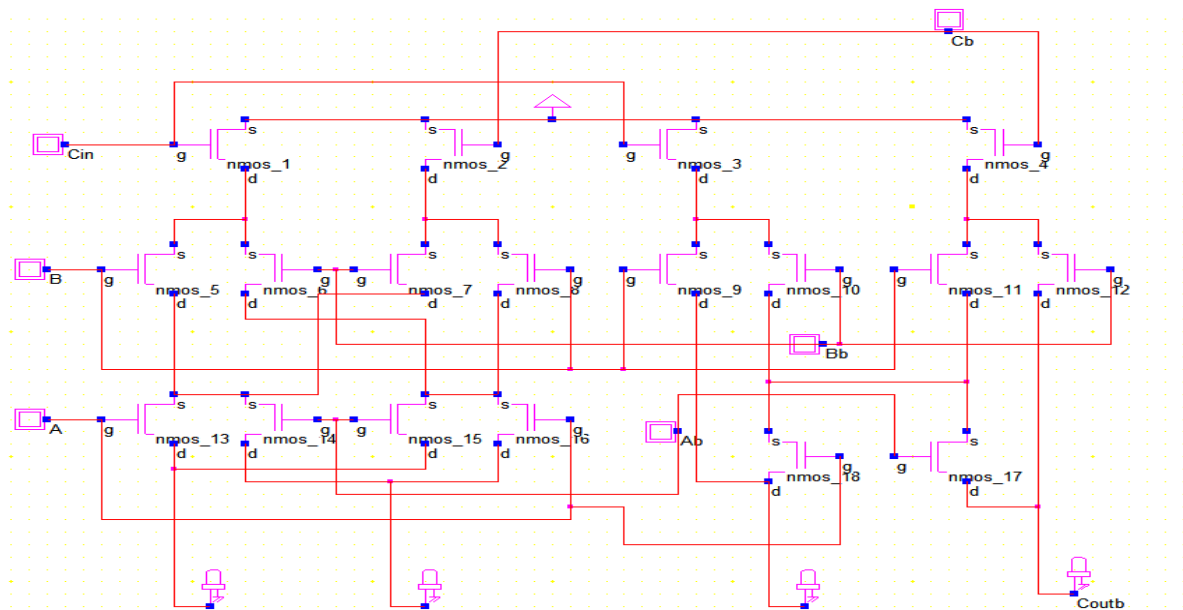 Cb
s s s s
Cin g nmos_1 nmos_2 g g nmos_3 nmos_4 g
d d d d
s s s s s s s s
B g nmos_5 nmos_6 g g nmos_7 nmos_8 g g nmos_9 nmos_10 g g nmos_11 nmos_12 g
d d d d d d d d
Bb
s s s s
A g nmos_13 nmos_14 g g nmos_15 nmos_16 g Ab
d d d d
s s
nmos_18 g g nmos_17
d d
Coutb